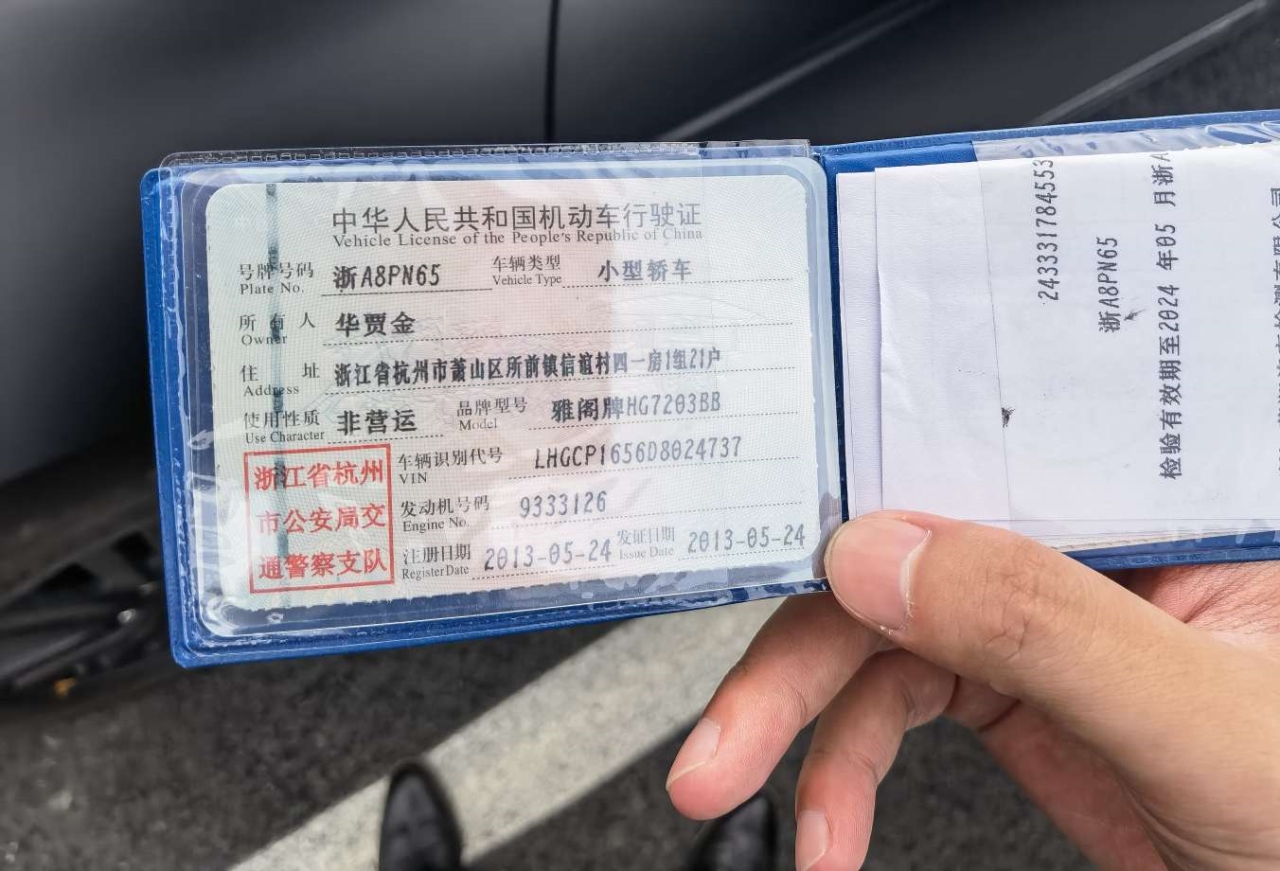 中华人民共和国机动车行驶证
Vehicle License of the People's Republic of China
号牌号码 浙A8PN65 车辆类型 小型轿车
Plate No. Vehicle Type
所有人 华贾金
Owner
住址 浙江省杭州市萧山区所前镇信谊村四一房1组21户
Address
使用性质 非营运 品牌型号 雅阁牌HG7203BB
Use Character Model
浙江省杭州
市公安局交
通警察支队
车辆识别代号 LHGCP1656D8024737
VIN
发动机号码 9333126
Engine No.
注册日期 2013-05-24 发证日期 2013-05-24
Register Date Issue Date
243331784553
浙A8PN65
检验有效期至2024 年05 月浙A